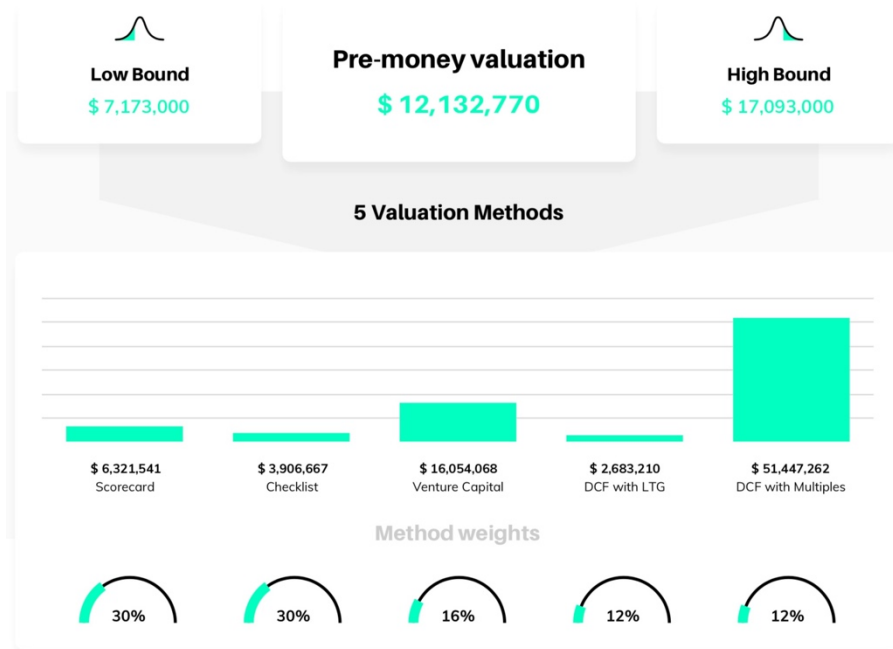 Low Bound
$ 7,173,000
Pre-money valuation
$ 12,132,770
High Bound
$ 17,093,000
5 Valuation Methods
$ 6,321,541
Scorecard
$ 3,906,667
Checklist
$ 16,054,068
Venture Capital
$ 2,683,210
DCF with LTG
$ 51,447,262
DCF with Multiples
Method weights
30%
30%
16%
12%
12%